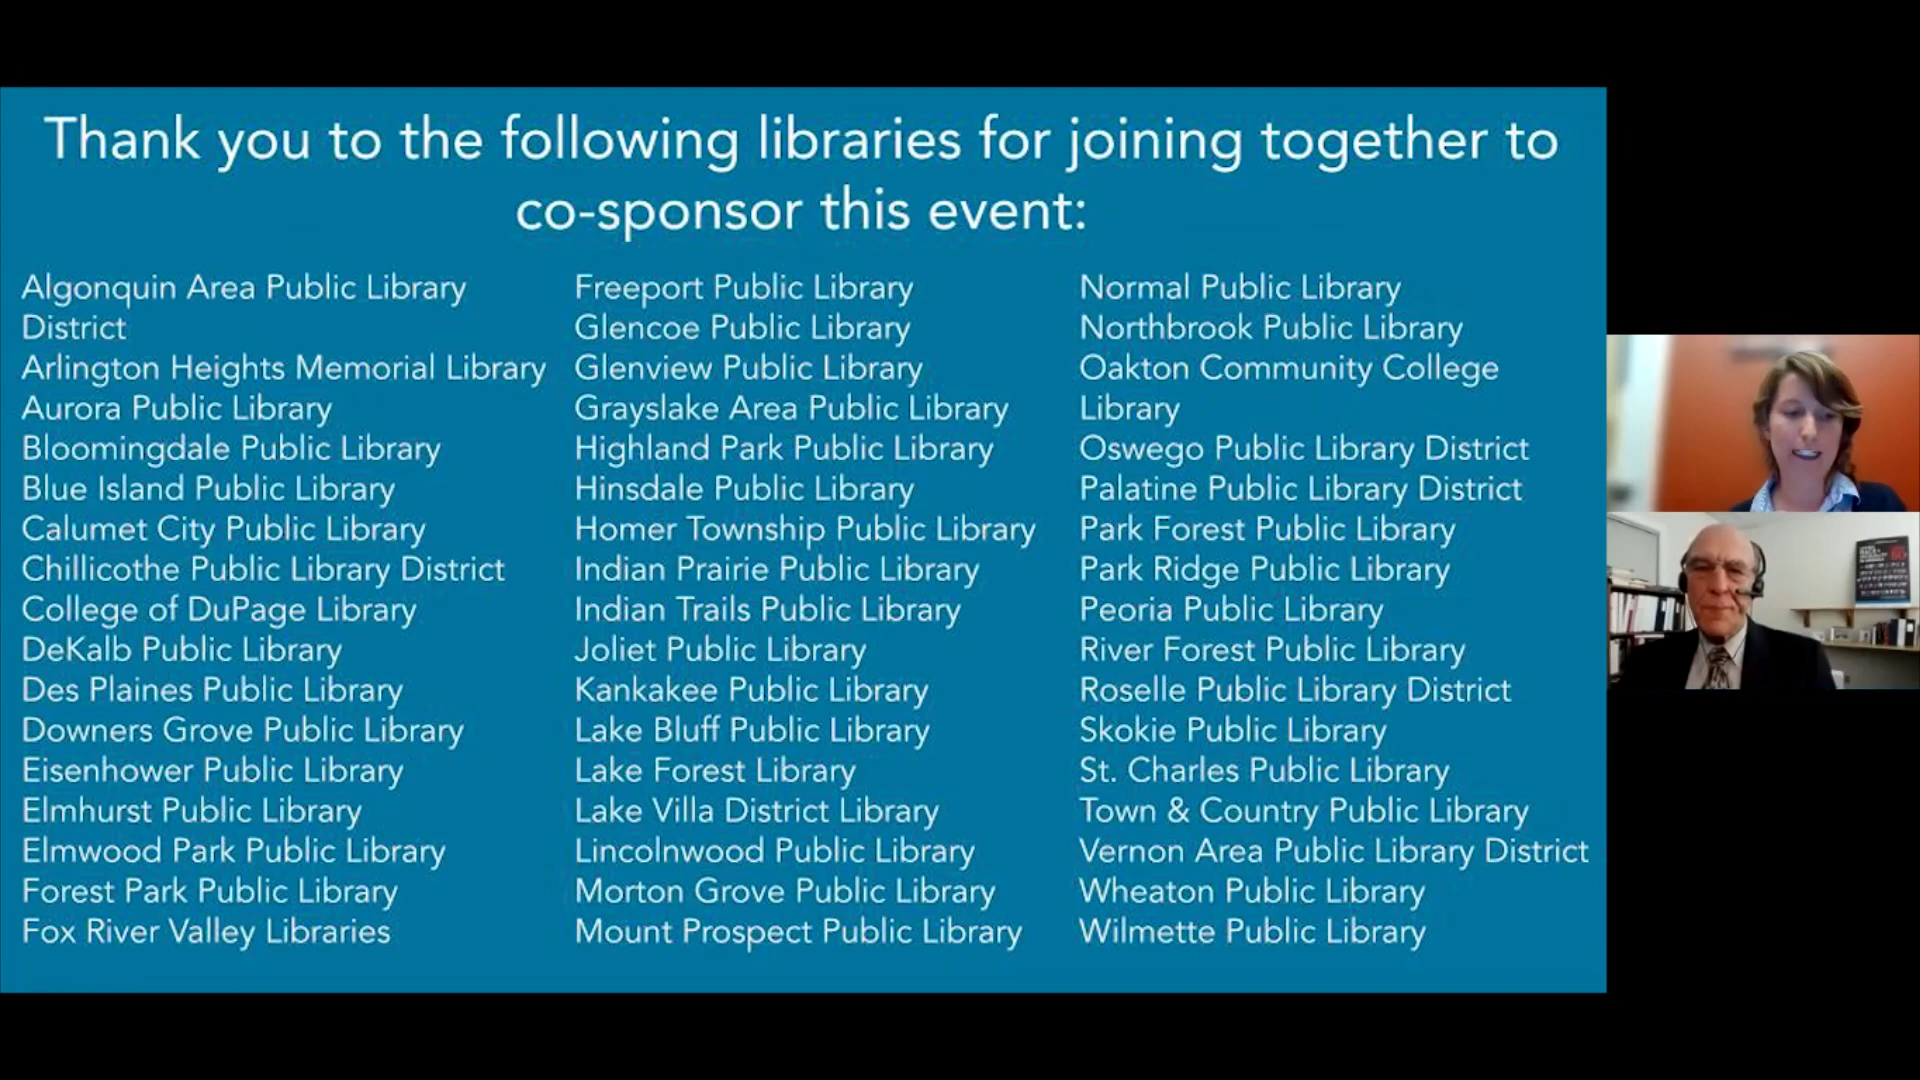 Thank you to the following libraries for joining together to
co-sponsor this event:
Algonquin Area Public Library
District
Arlington Heights Memorial Library
Aurora Public Library
Bloomingdale Public Library
Blue Island Public Library
Calumet City Public Library
Chillicothe Public Library District
College of DuPage Library
DeKalb Public Library
Des Plaines Public Library
Downers Grove Public Library
Eisenhower Public Library
Elmhurst Public Library
Elmwood Park Public Library
Forest Park Public Library
Fox River Valley Libraries
Freeport Public Library
Glencoe Public Library
Glenview Public Library
Grayslake Area Public Library
Highland Park Public Library
Hinsdale Public Library
Homer Township Public Library
Indian Prairie Public Library
Indian Trails Public Library
Joliet Public Library
Kankakee Public Library
Lake Bluff Public Library
Lake Forest Library
Lake Villa District Library
Lincolnwood Public Library
Morton Grove Public Library
Mount Prospect Public Library
Normal Public Library
Northbrook Public Library
Oakton Community College
Library
Oswego Public Library District
Palatine Public Library District
Park Forest Public Library
Park Ridge Public Library
Peoria Public Library
River Forest Public Library
Roselle Public Library District
Skokie Public Library
St. Charles Public Library
Town & Country Public Library
Vernon Area Public Library District
Wheaton Public Library
Wilmette Public Library